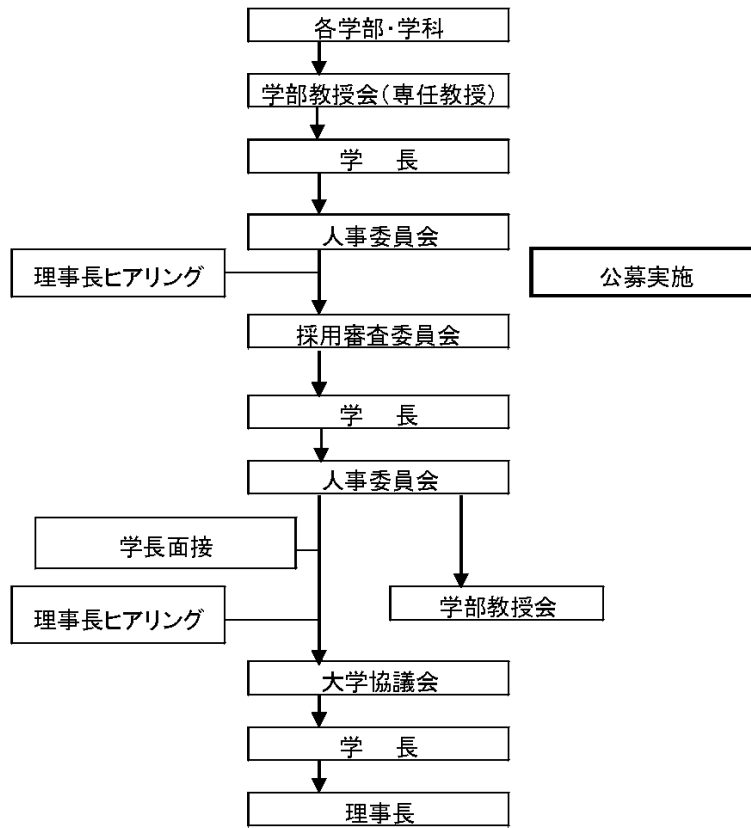 各学部・学科
学部教授会(専任教授)
学　長
人事委員会
理事長ヒアリング
公募実施
採用審査委員会
学　長
人事委員会
学長面接
学部教授会
理事長ヒアリング
大学協議会
学　長
理事長